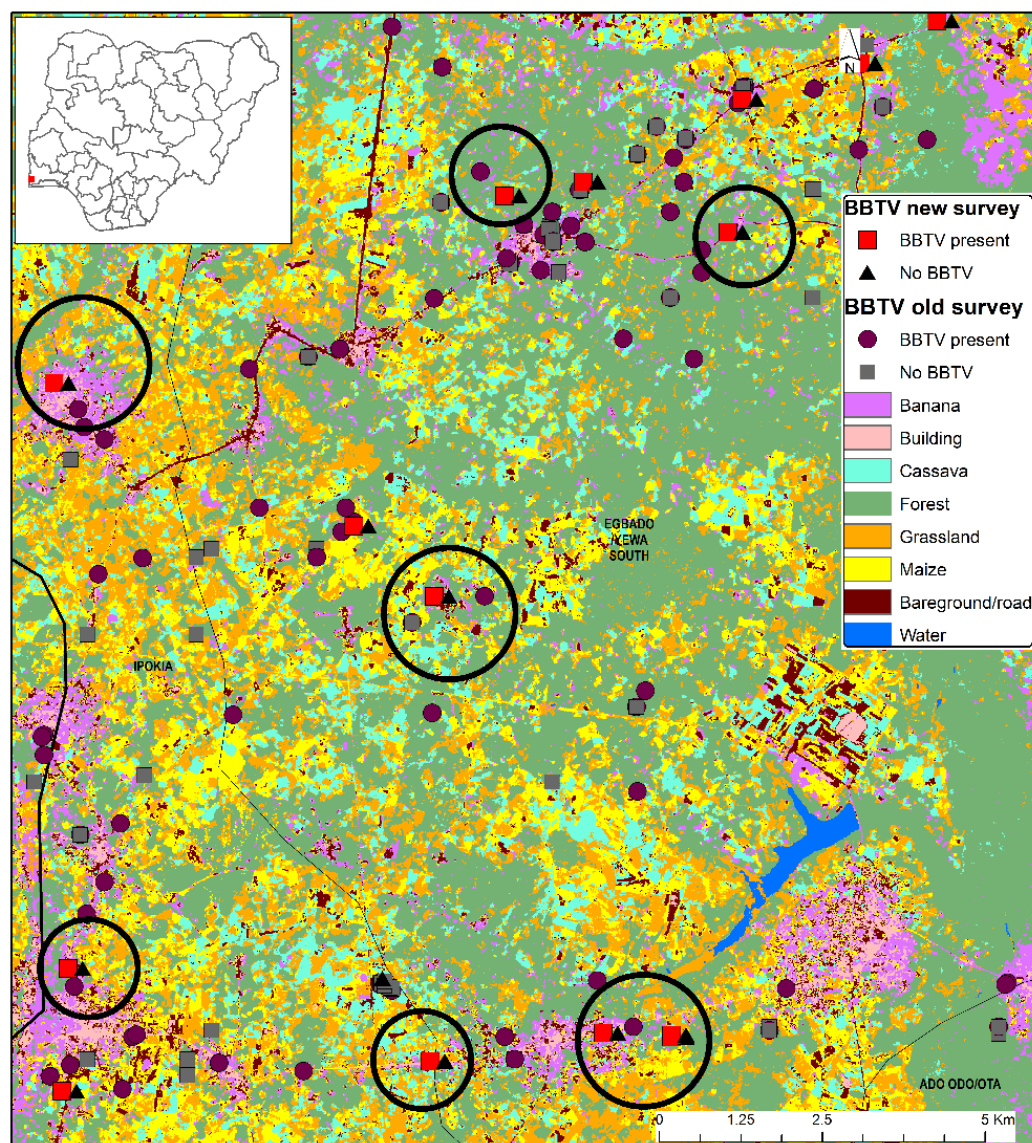 N
BBTV new survey
BBTV present
No BBTV
BBTV old survey
BBTV present
No BBTV
Banana
Building
Cassava
Forest
Grassland
Maize
Bareground/road
Water
EGBADO
/YEWA
SOUTH
IPOKIA
ADO ODO/OTA
0 1.25 2.5 5 Km